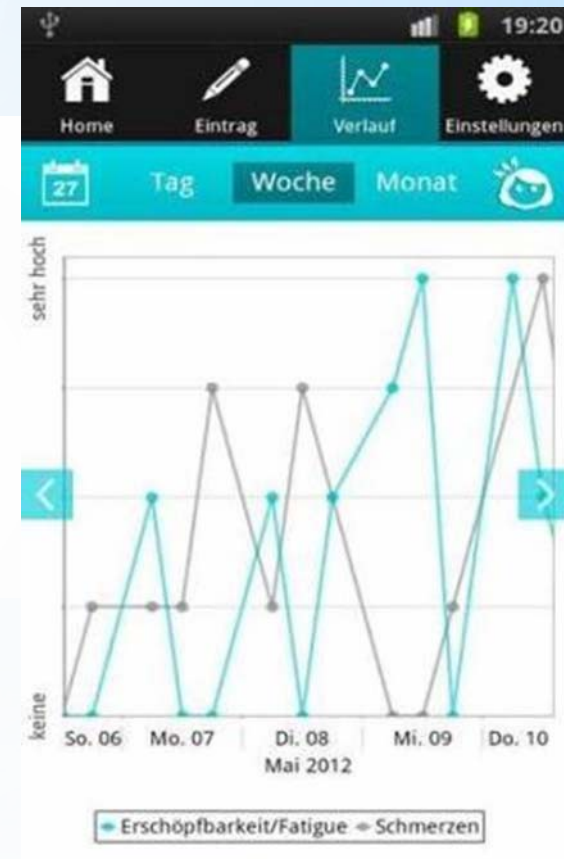 19:20
Home Eintrag Verlauf Einstellungen
27 Tag Woche Monat
sehr hoch
keine
So. 06 Mo. 07 Di. 08 Mi. 09 Do. 10
Mai 2012
Erschöpfbarkeit/Fatigue Schmerzen